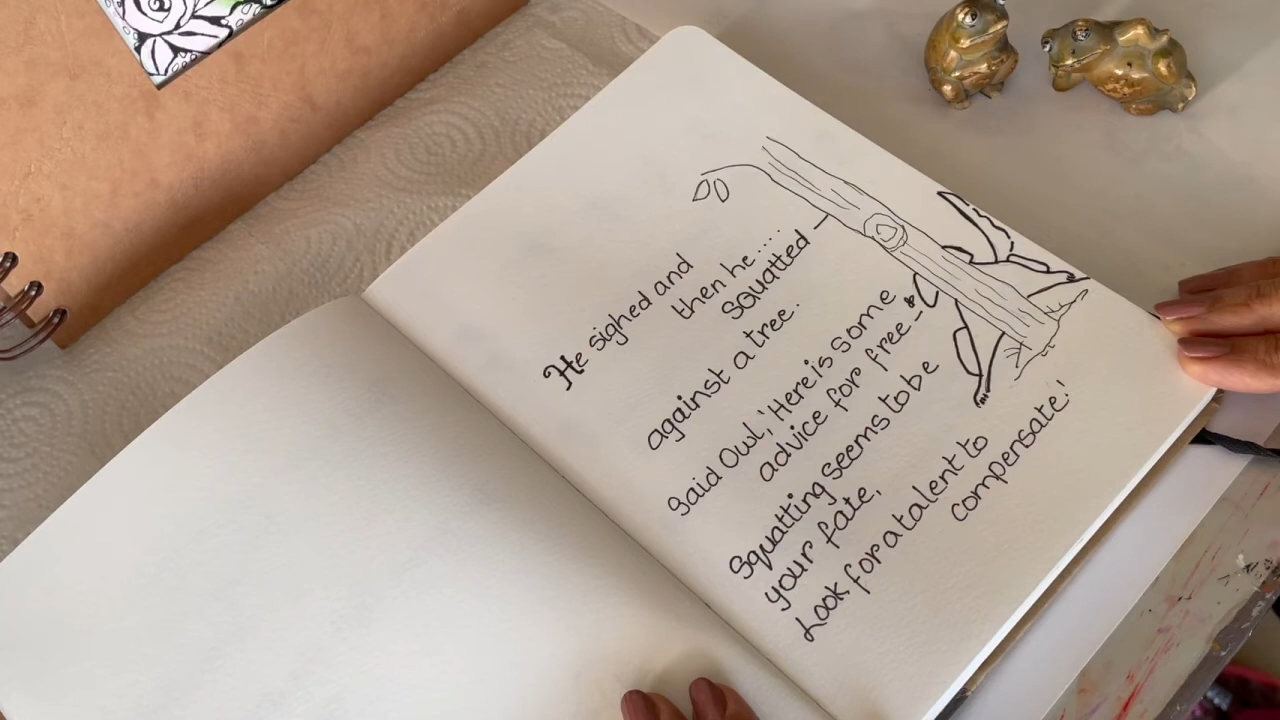 He sighed and
then he.....
squatted
against a tree.
Said Owl, 'Here is some
advice for free -
Squatting seems to be
your fate,
Look for a talent to
compensate!